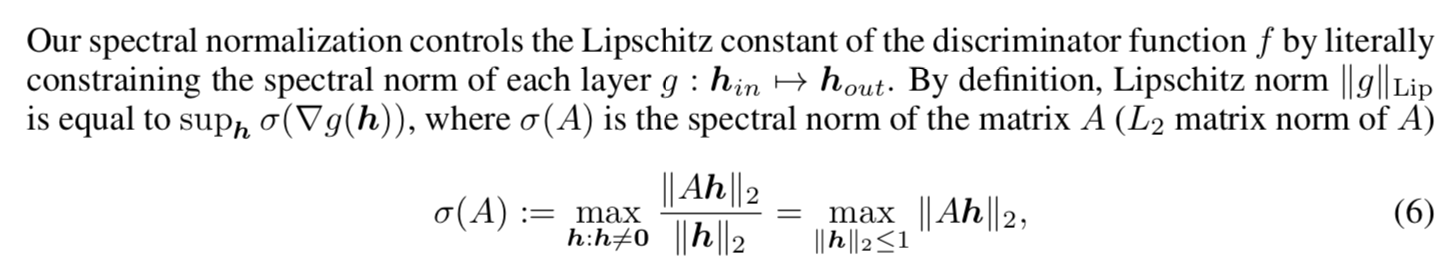 Our spectral normalization controls the Lipschitz constant of the discriminator function f by literally
constraining the spectral norm of each layer g : h_in ↦ h_out. By definition, Lipschitz norm ‖g‖_Lip
is equal to sup_h σ(∇g(h)), where σ(A) is the spectral norm of the matrix A (L_2 matrix norm of A)
σ(A) := max_{h:h≠0} ‖Ah‖_2 / ‖h‖_2 = max_{‖h‖_2≤1} ‖Ah‖_2, (6)